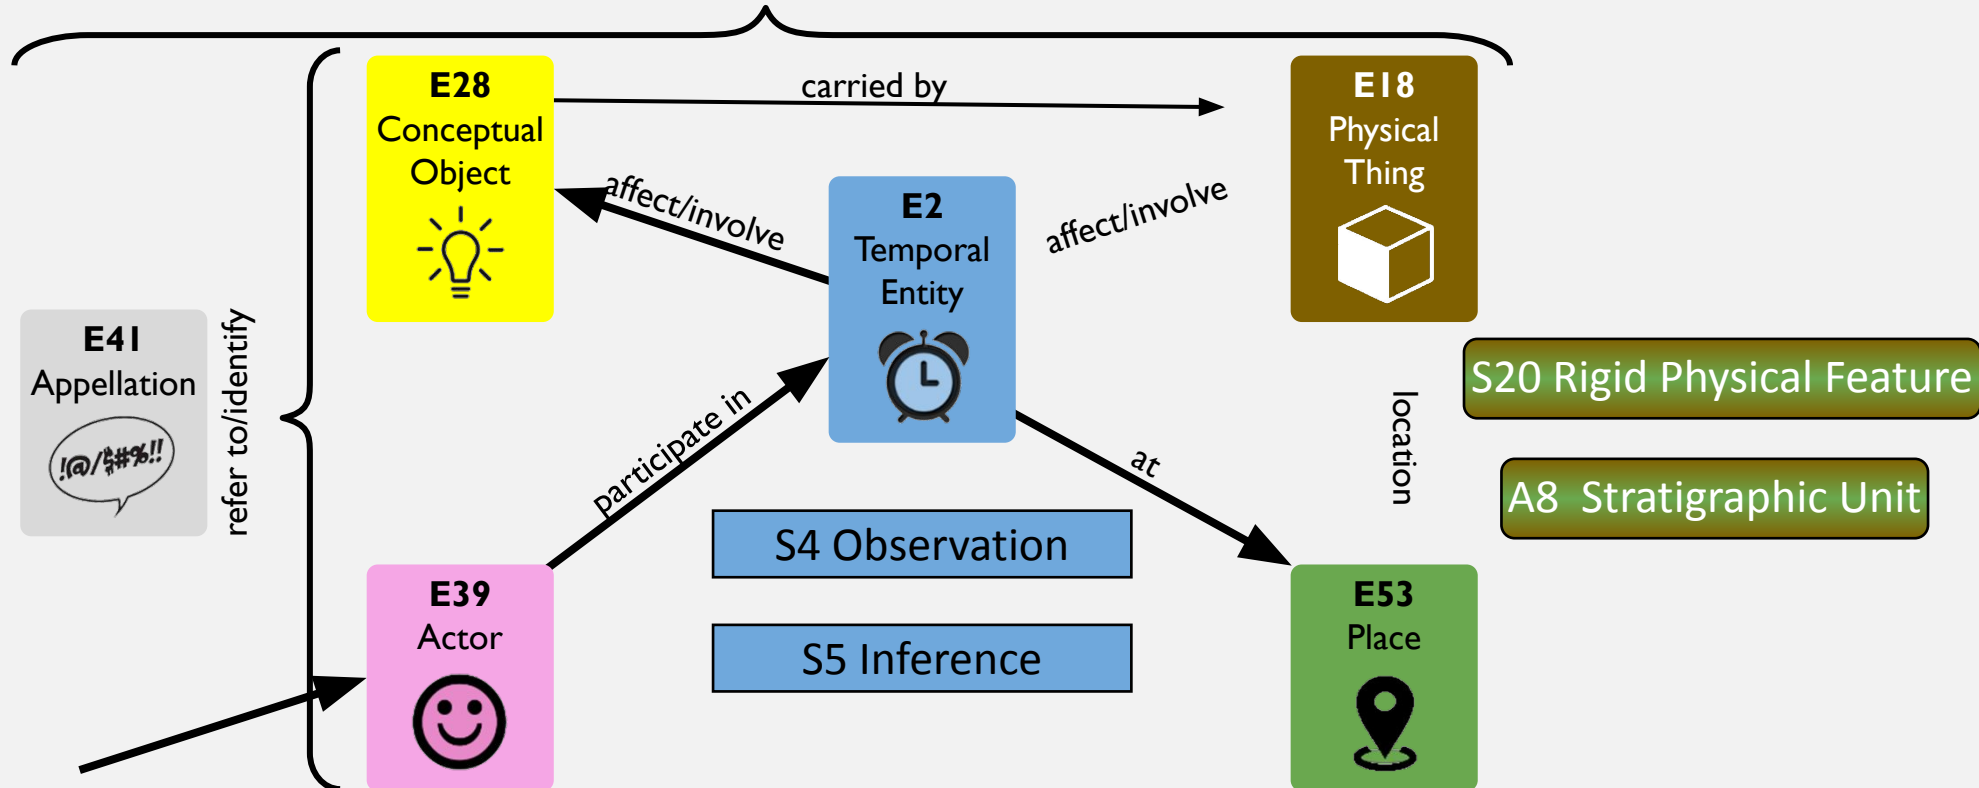 E28
Conceptual
Object
carried by
E18
Physical
Thing
affect/involve
E2
Temporal
Entity
affect/involve
E41
Appellation
!@/§#%!!
refer to/identify
participate in
at
location
S20 Rigid Physical Feature
A8 Stratigraphic Unit
S4 Observation
S5 Inference
E39
Actor
E53
Place